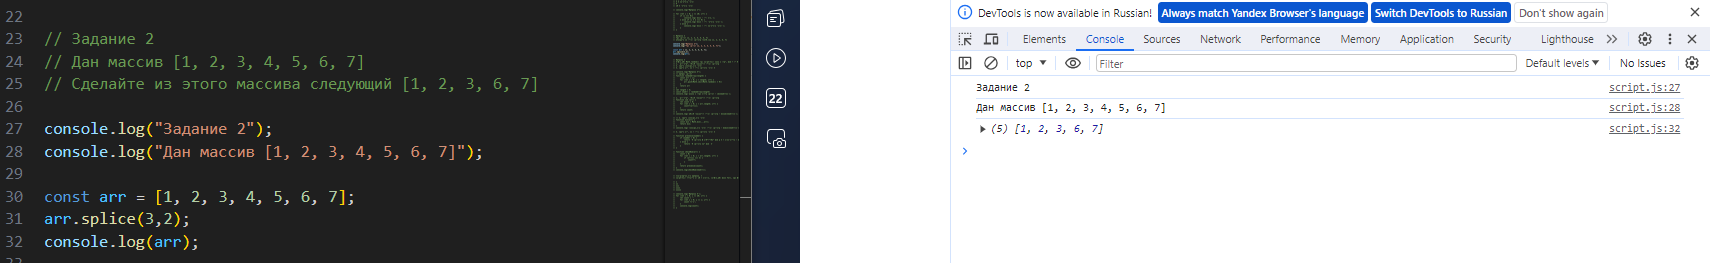 22
23 // Задание 2
24 // Дан массив [1, 2, 3, 4, 5, 6, 7]
25 // Сделайте из этого массива следующий [1, 2, 3, 6, 7]
26
27 console.log("Задание 2");
28 console.log("Дан массив [1, 2, 3, 4, 5, 6, 7]");
29
30 const arr = [1, 2, 3, 4, 5, 6, 7];
31 arr.splice(3,2);
32 console.log(arr);
22
DevTools is now available in Russian! Always match Yandex Browser's language Switch DevTools to Russian Don't show again
Elements Console Sources Network Performance Memory Application Security Lighthouse
top Filter Default levels No Issues
Задание 2 script.js:27
Дан массив [1, 2, 3, 4, 5, 6, 7] script.js:28
(5) [1, 2, 3, 6, 7] script.js:32